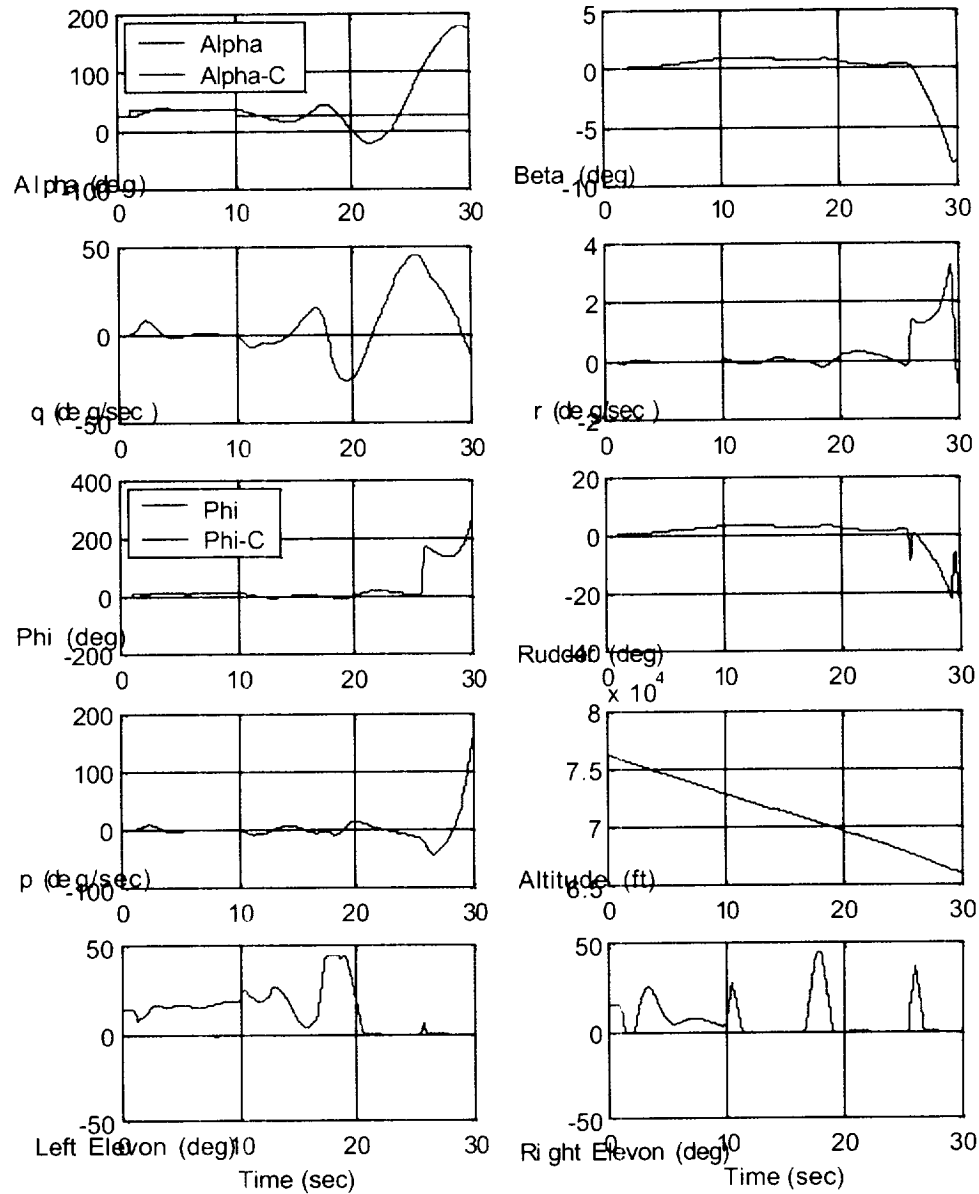 200
100
0
-100
Alpha
Alpha-C
Alpha (deg)
0 10 20 30
5
0
-5
-10
Beta (deg)
0 10 20 30
50
0
-50
q (deg/sec)
0 10 20 30
4
2
0
-2
r (deg/sec)
0 10 20 30
400
200
0
-200
Phi
Phi-C
Phi (deg)
0 10 20 30
20
0
-20
-40
Rudder (deg)
0 10 20 30
200
100
0
-100
p (deg/sec)
0 10 20 30
x 10^4
8
7.5
7
6.5
Altitude (ft)
0 10 20 30
50
0
-50
Left Elevon (deg)
0 10 20 30
Time (sec)
50
0
-50
Right Elevon (deg)
0 10 20 30
Time (sec)